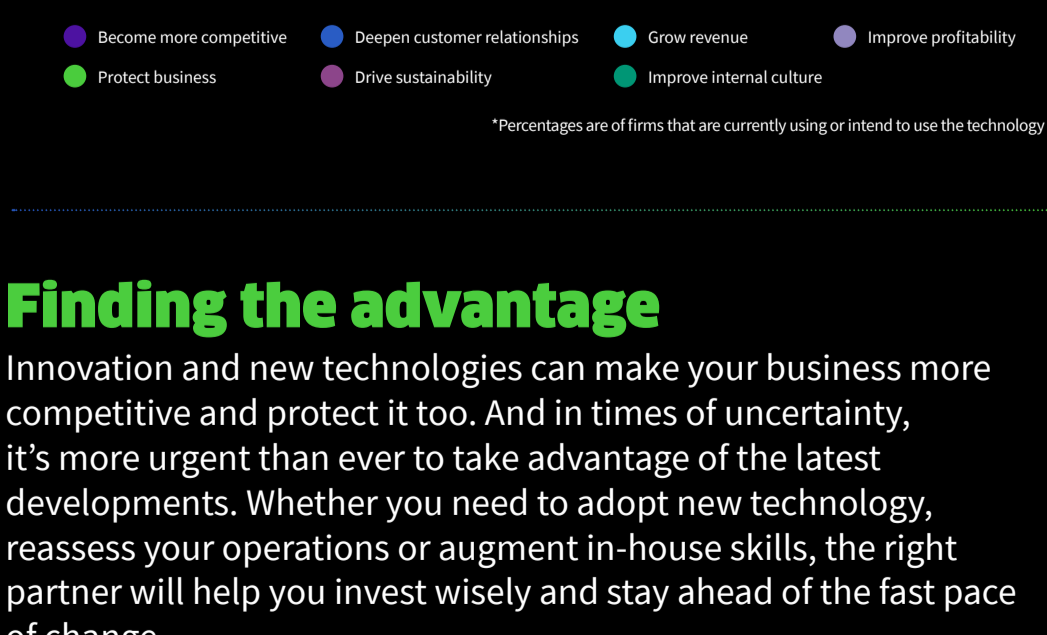 Become more competitive Deepen customer relationships Grow revenue Improve profitability
Protect business Drive sustainability Improve internal culture
*Percentages are of firms that are currently using or intend to use the technology
Finding the advantage
Innovation and new technologies can make your business more
competitive and protect it too. And in times of uncertainty,
it’s more urgent than ever to take advantage of the latest
developments. Whether you need to adopt new technology,
reassess your operations or augment in-house skills, the right
partner will help you invest wisely and stay ahead of the fast pace
of change